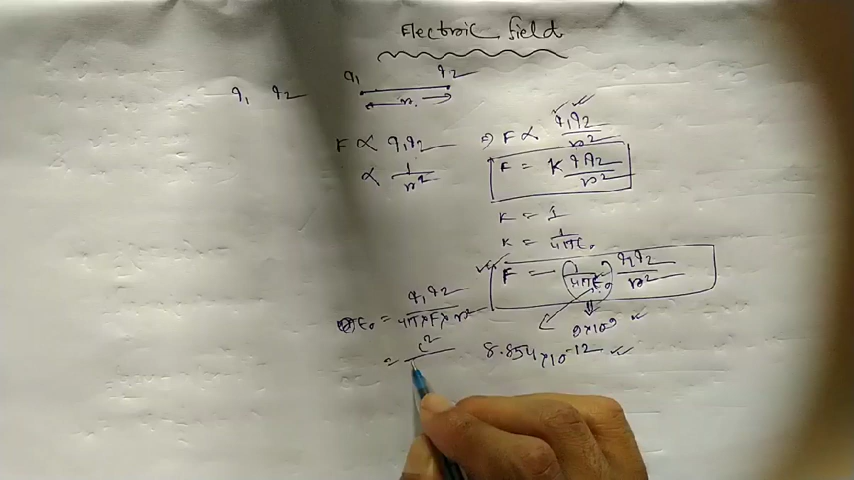 Electroic field
q1 q2
q1 q2
r
F ∝ q1q2
∝ 1/r²
⇒ F ∝ q1q2/r²
F = K q1q2/r²
K = 1
K = 1/4πε₀
F = 1/4πε₀ q1q2/r²
9×10⁹
ε₀ = q1q2/4π×F×r²
= C²
8.854×10⁻¹²